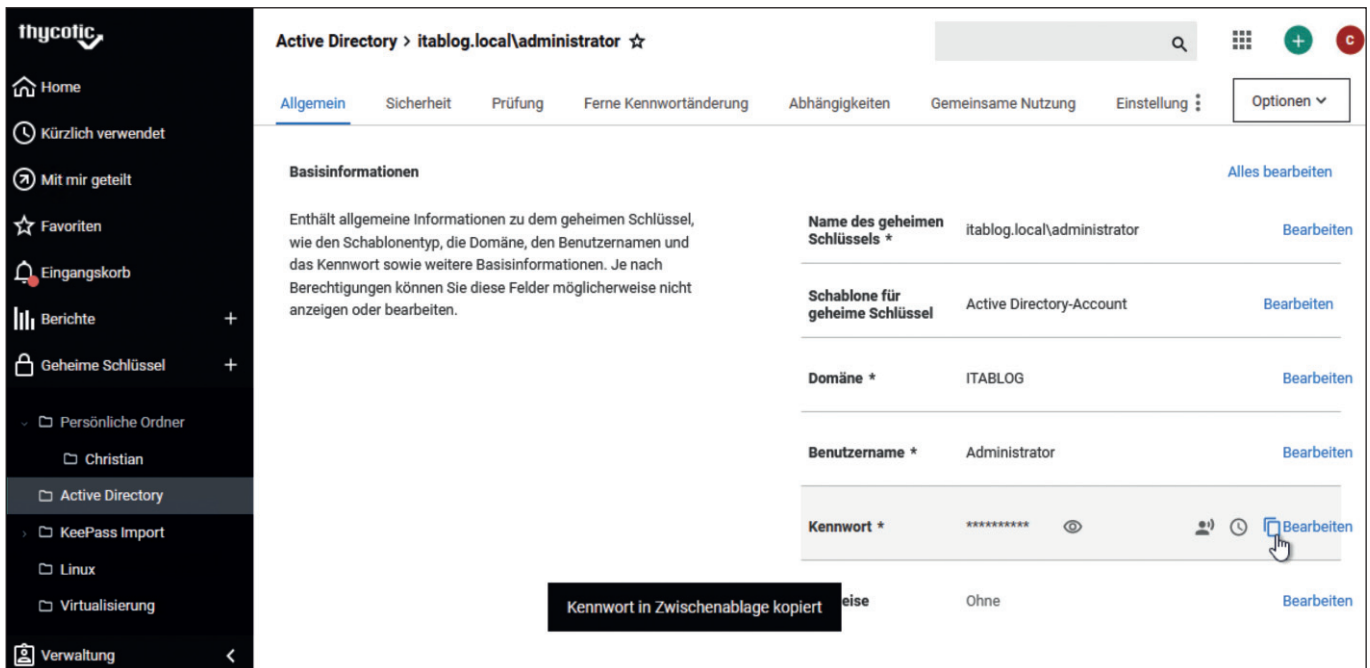 thycotic
Home
Kürzlich verwendet
Mit mir geteilt
Favoriten
Eingangskorb
Berichte +
Geheime Schlüssel +
Persönliche Ordner
Christian
Active Directory
KeePass Import
Linux
Virtualisierung
Verwaltung
Active Directory > itablog.local\administrator
+
C
Allgemein Sicherheit Prüfung Ferne Kennwortänderung Abhängigkeiten Gemeinsame Nutzung Einstellung Optionen
Basisinformationen
Alles bearbeiten
Enthält allgemeine Informationen zu dem geheimen Schlüssel,
wie den Schablonentyp, die Domäne, den Benutzernamen und
das Kennwort sowie weitere Basisinformationen. Je nach
Berechtigungen können Sie diese Felder möglicherweise nicht
anzeigen oder bearbeiten.
Name des geheimen
Schlüssels *
itablog.local\administrator
Bearbeiten
Schablone für
geheime Schlüssel
Active Directory-Account
Bearbeiten
Domäne * ITABLOG Bearbeiten
Benutzername * Administrator Bearbeiten
Kennwort * ********** Bearbeiten
Ohne Bearbeiten
Kennwort in Zwischenablage kopiert